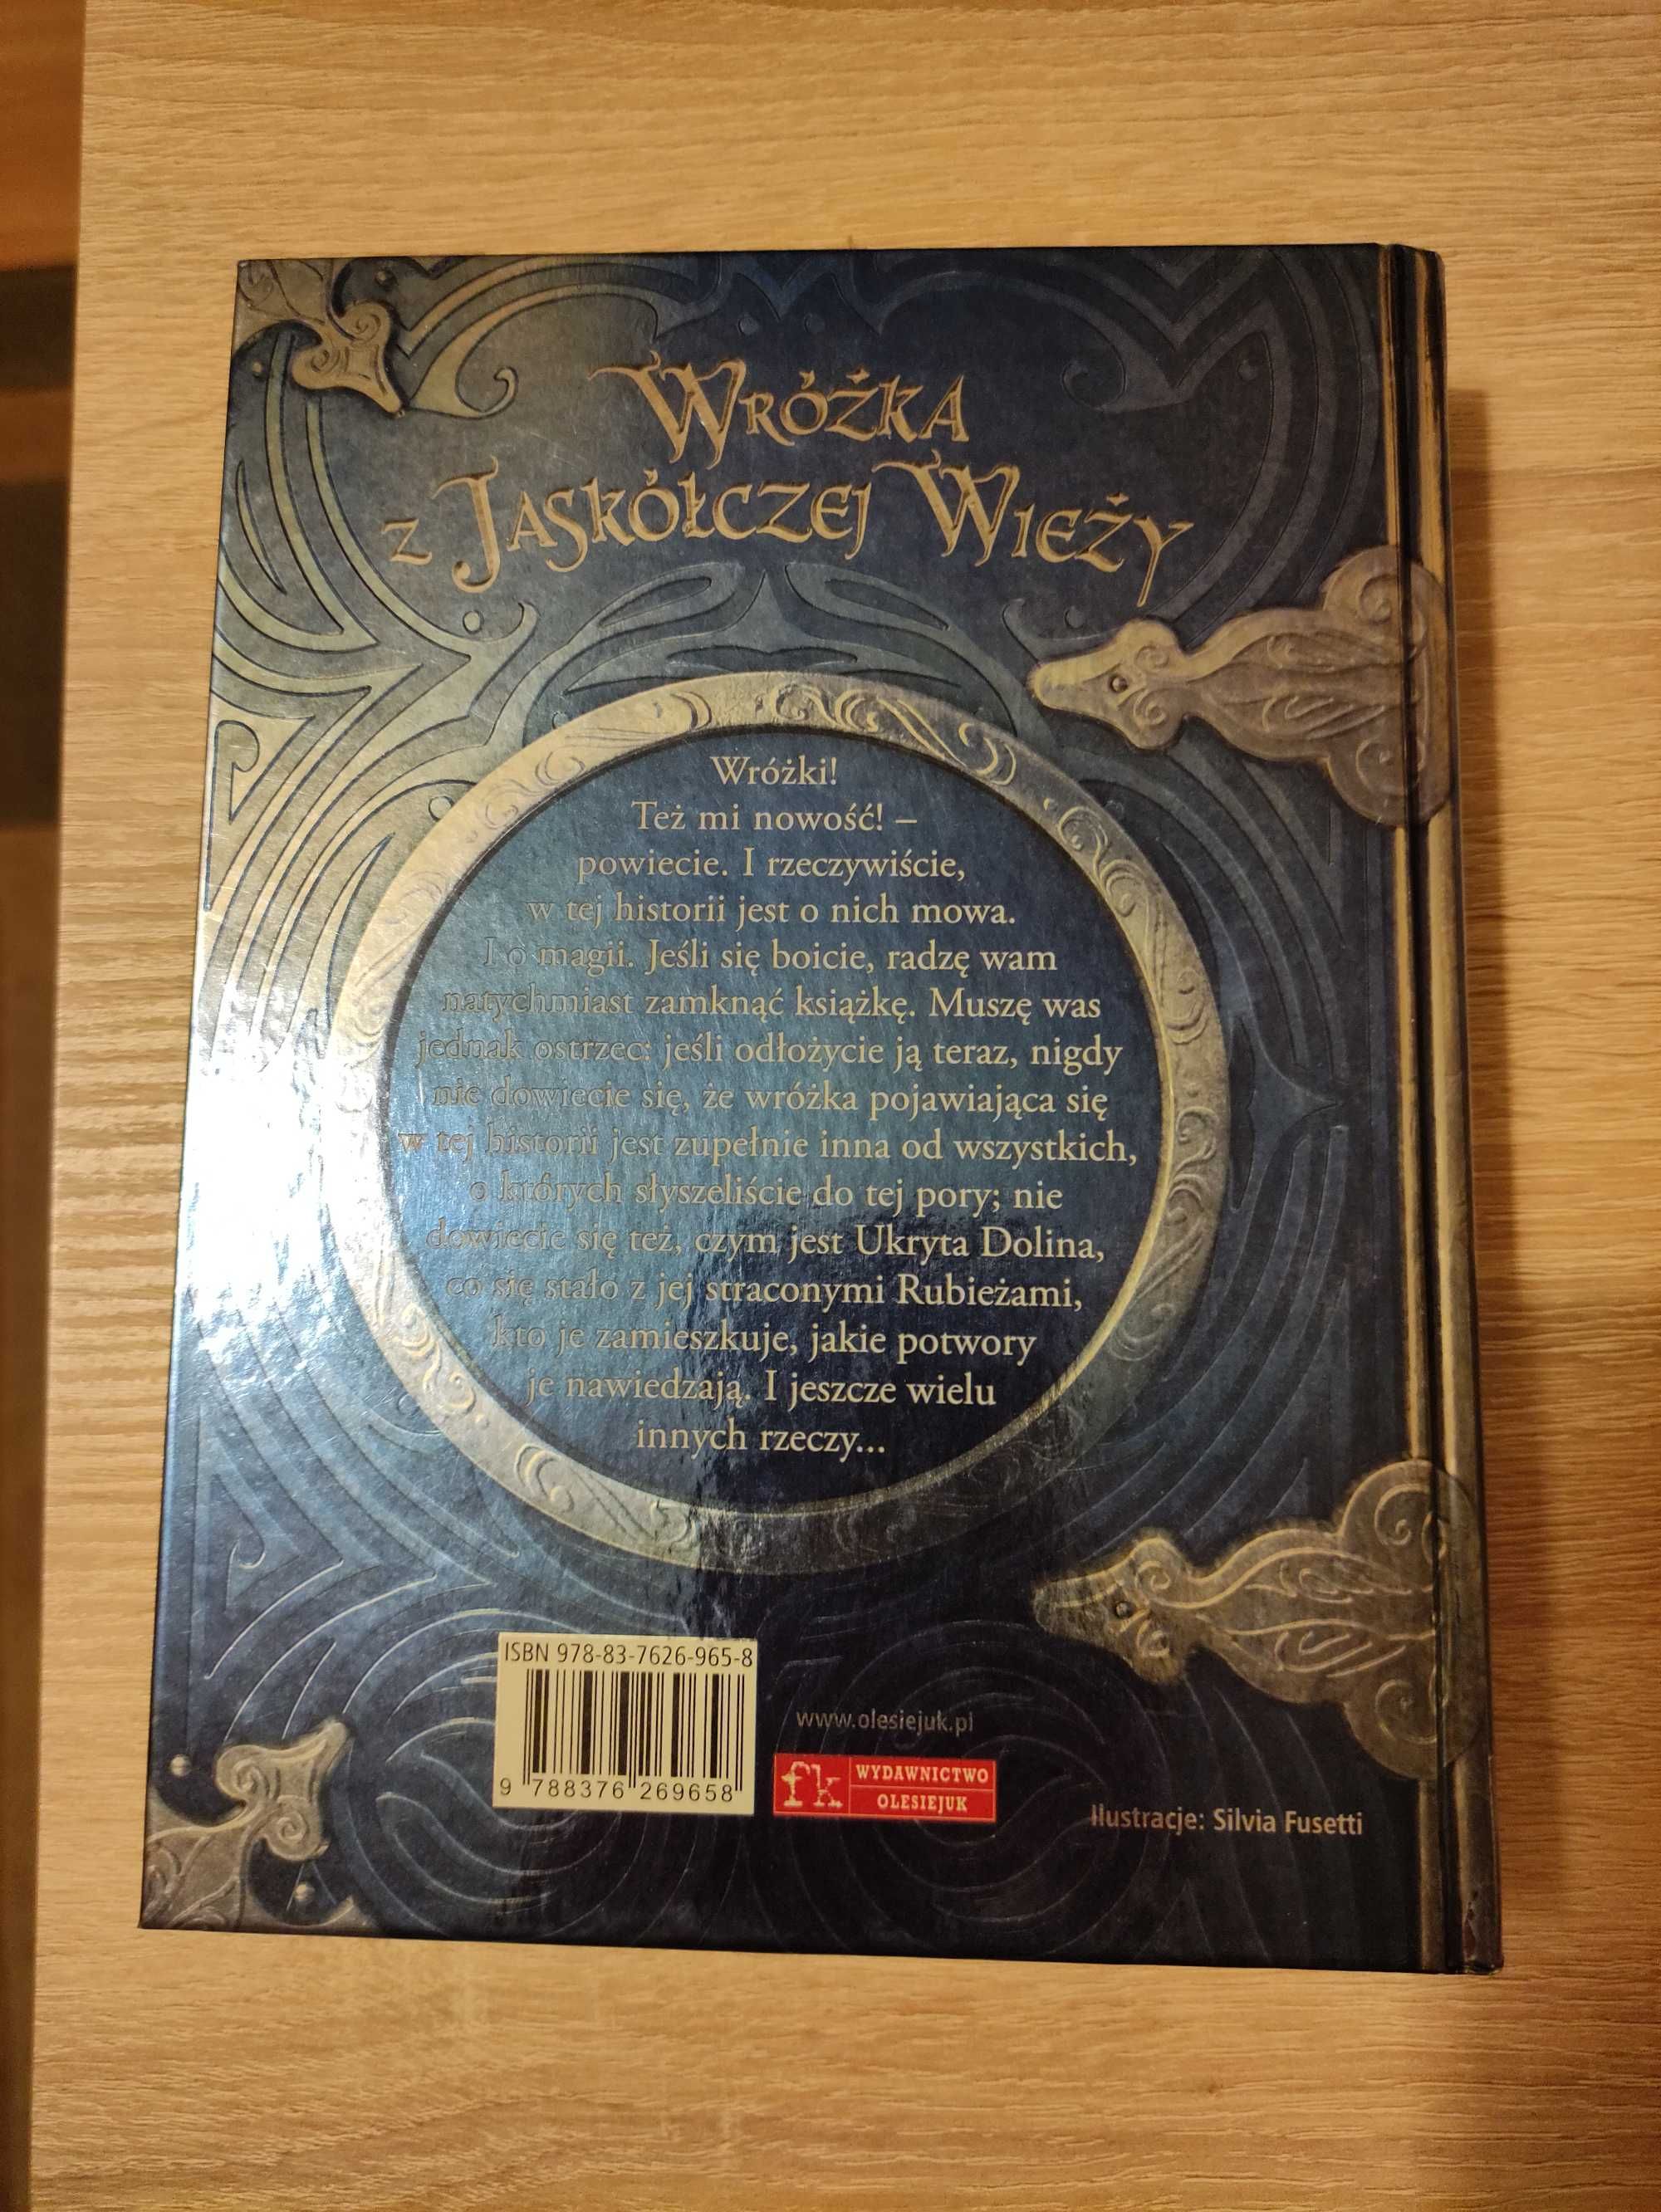 Wróżka
z Jaskółczej Wieży
Wróżki!
Też mi nowość! –
powiecie. I rzeczywiście,
w tej historii jest o nich mowa.
I o magii. Jeśli się boicie, radzę wam
natychmiast zamknąć książkę. Muszę was
jednak ostrzec: jeśli odłożycie ją teraz, nigdy
nie dowiecie się, że wróżka pojawiająca się
w tej historii jest zupełnie inna od wszystkich,
o których słyszeliście do tej pory; nie
dowiecie się też, czym jest Ukryta Dolina,
co się stało z jej straconymi Rubieżami,
kto je zamieszkuje, jakie potwory
je nawiedzają. I jeszcze wielu
innych rzeczy...
ISBN 978-83-7626-965-8
9 788376 269658
www.olesiejuk.pl
fk WYDAWNICTWO
OLESIEJUK
Ilustracje: Silvia Fusetti